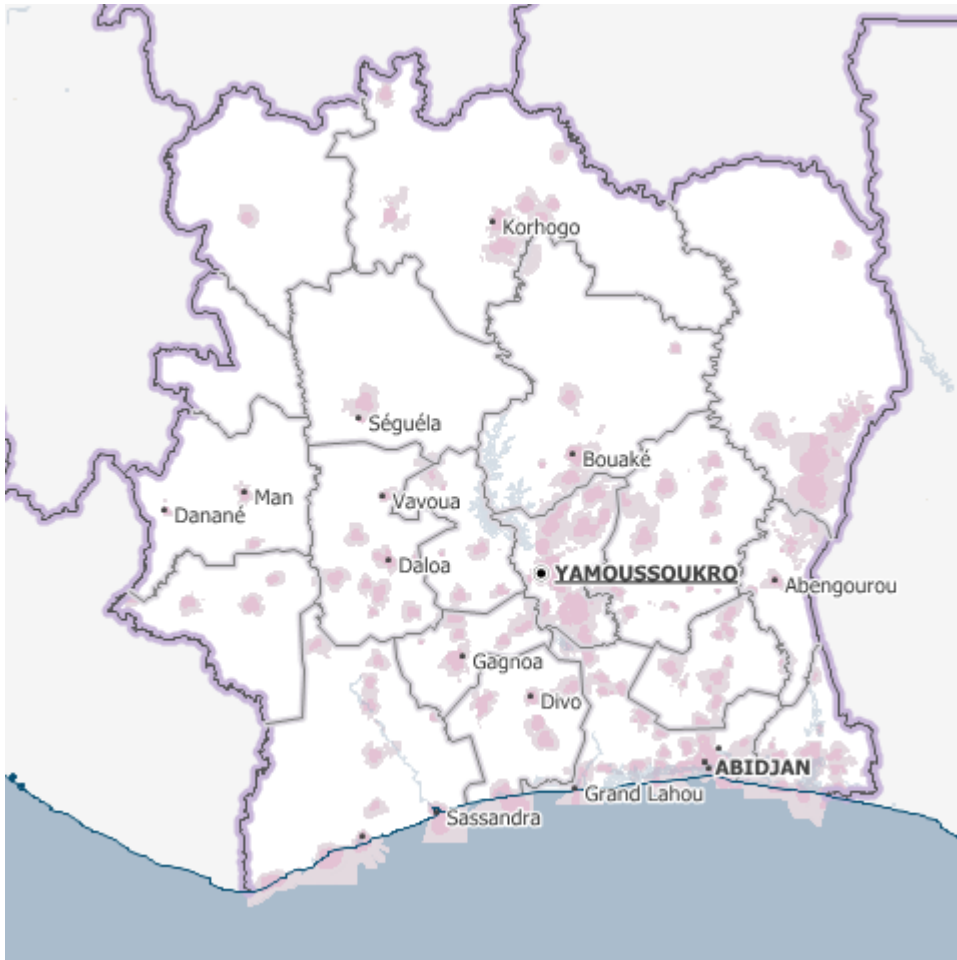 Korhogo
Séguéla
Bouaké
Man
Vavoua
Danané
Daloa
YAMOUSSOUKRO
Abengourou
Gagnoa
Divo
ABIDJAN
Grand Lahou
Sassandra